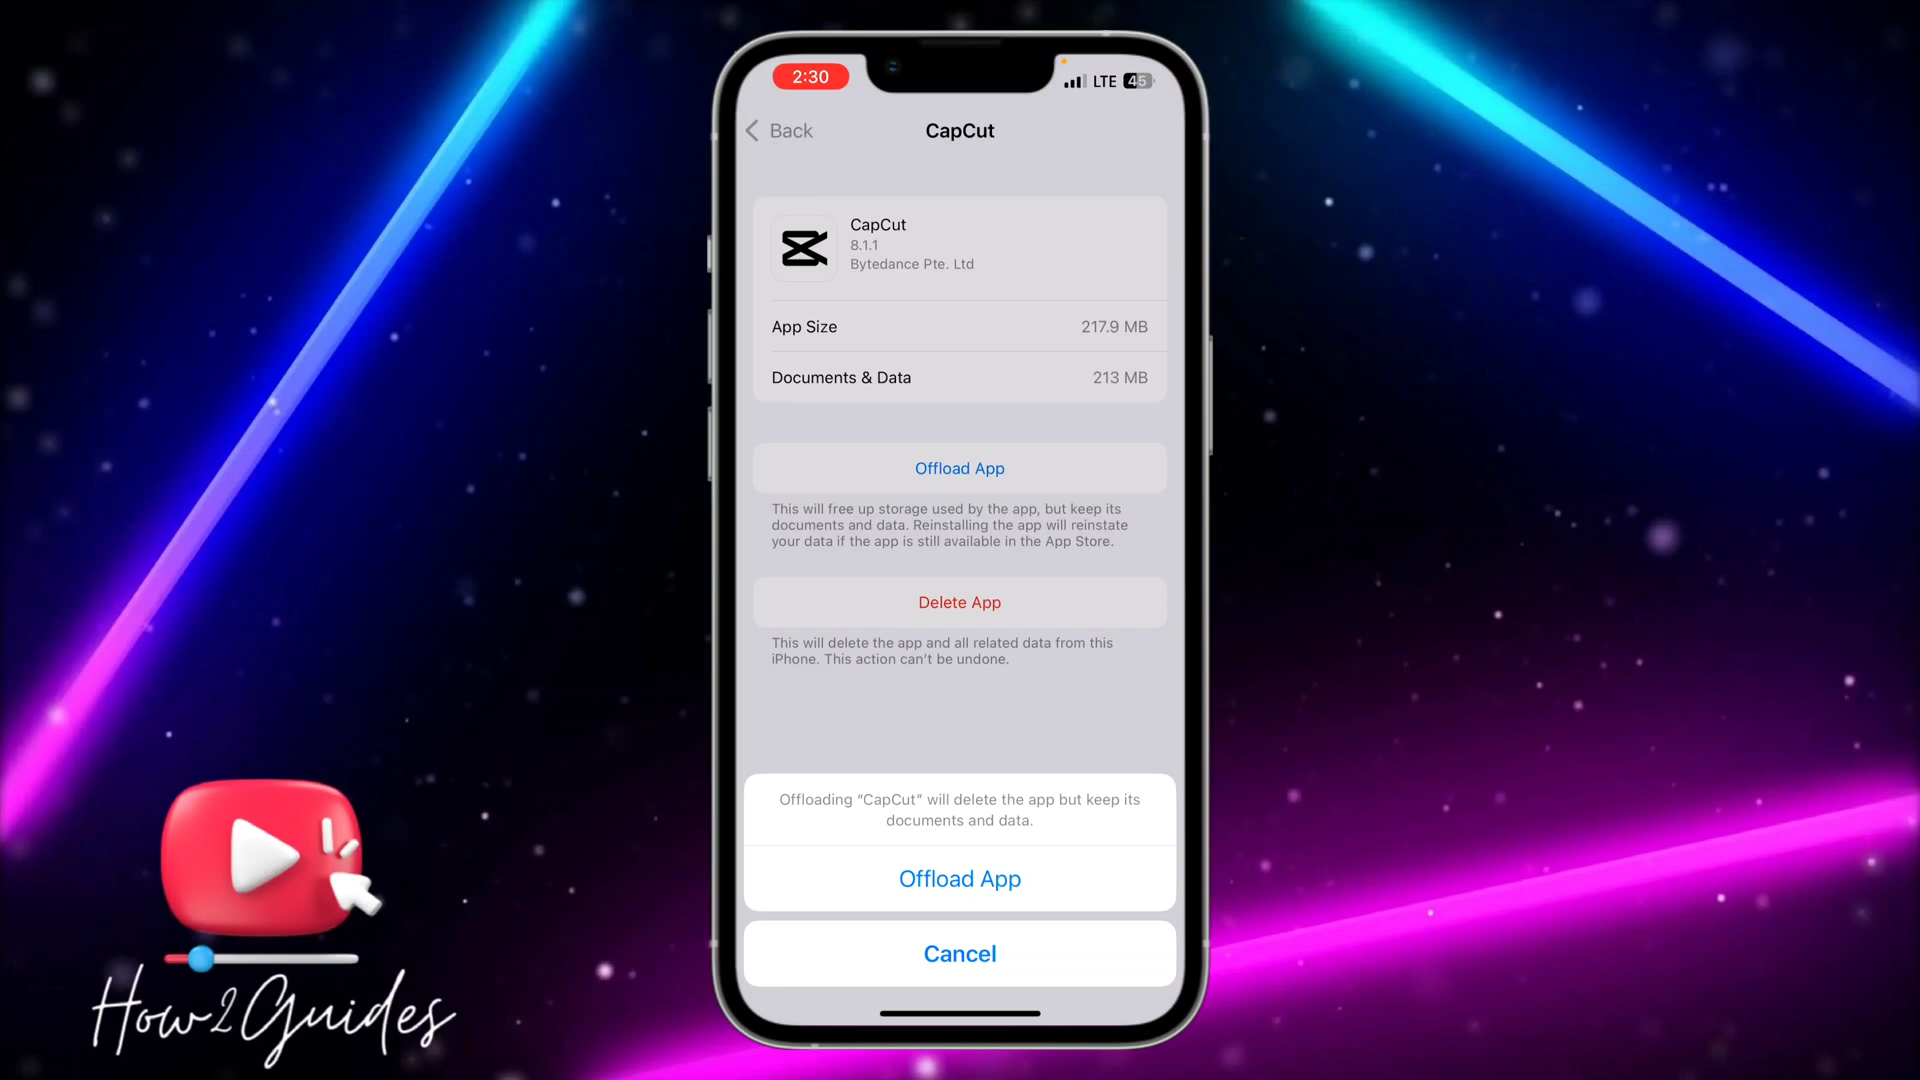 2:30
LTE 45
Back
CapCut
CapCut
8.1.1
Bytedance Pte. Ltd
App Size 217.9 MB
Documents & Data 213 MB
Offload App
This will free up storage used by the app, but keep its
documents and data. Reinstalling the app will reinstate
your data if the app is still available in the App Store.
Delete App
This will delete the app and all related data from this
iPhone. This action can't be undone.
Offloading “CapCut” will delete the app but keep its
documents and data.
Offload App
Cancel
How2Guides